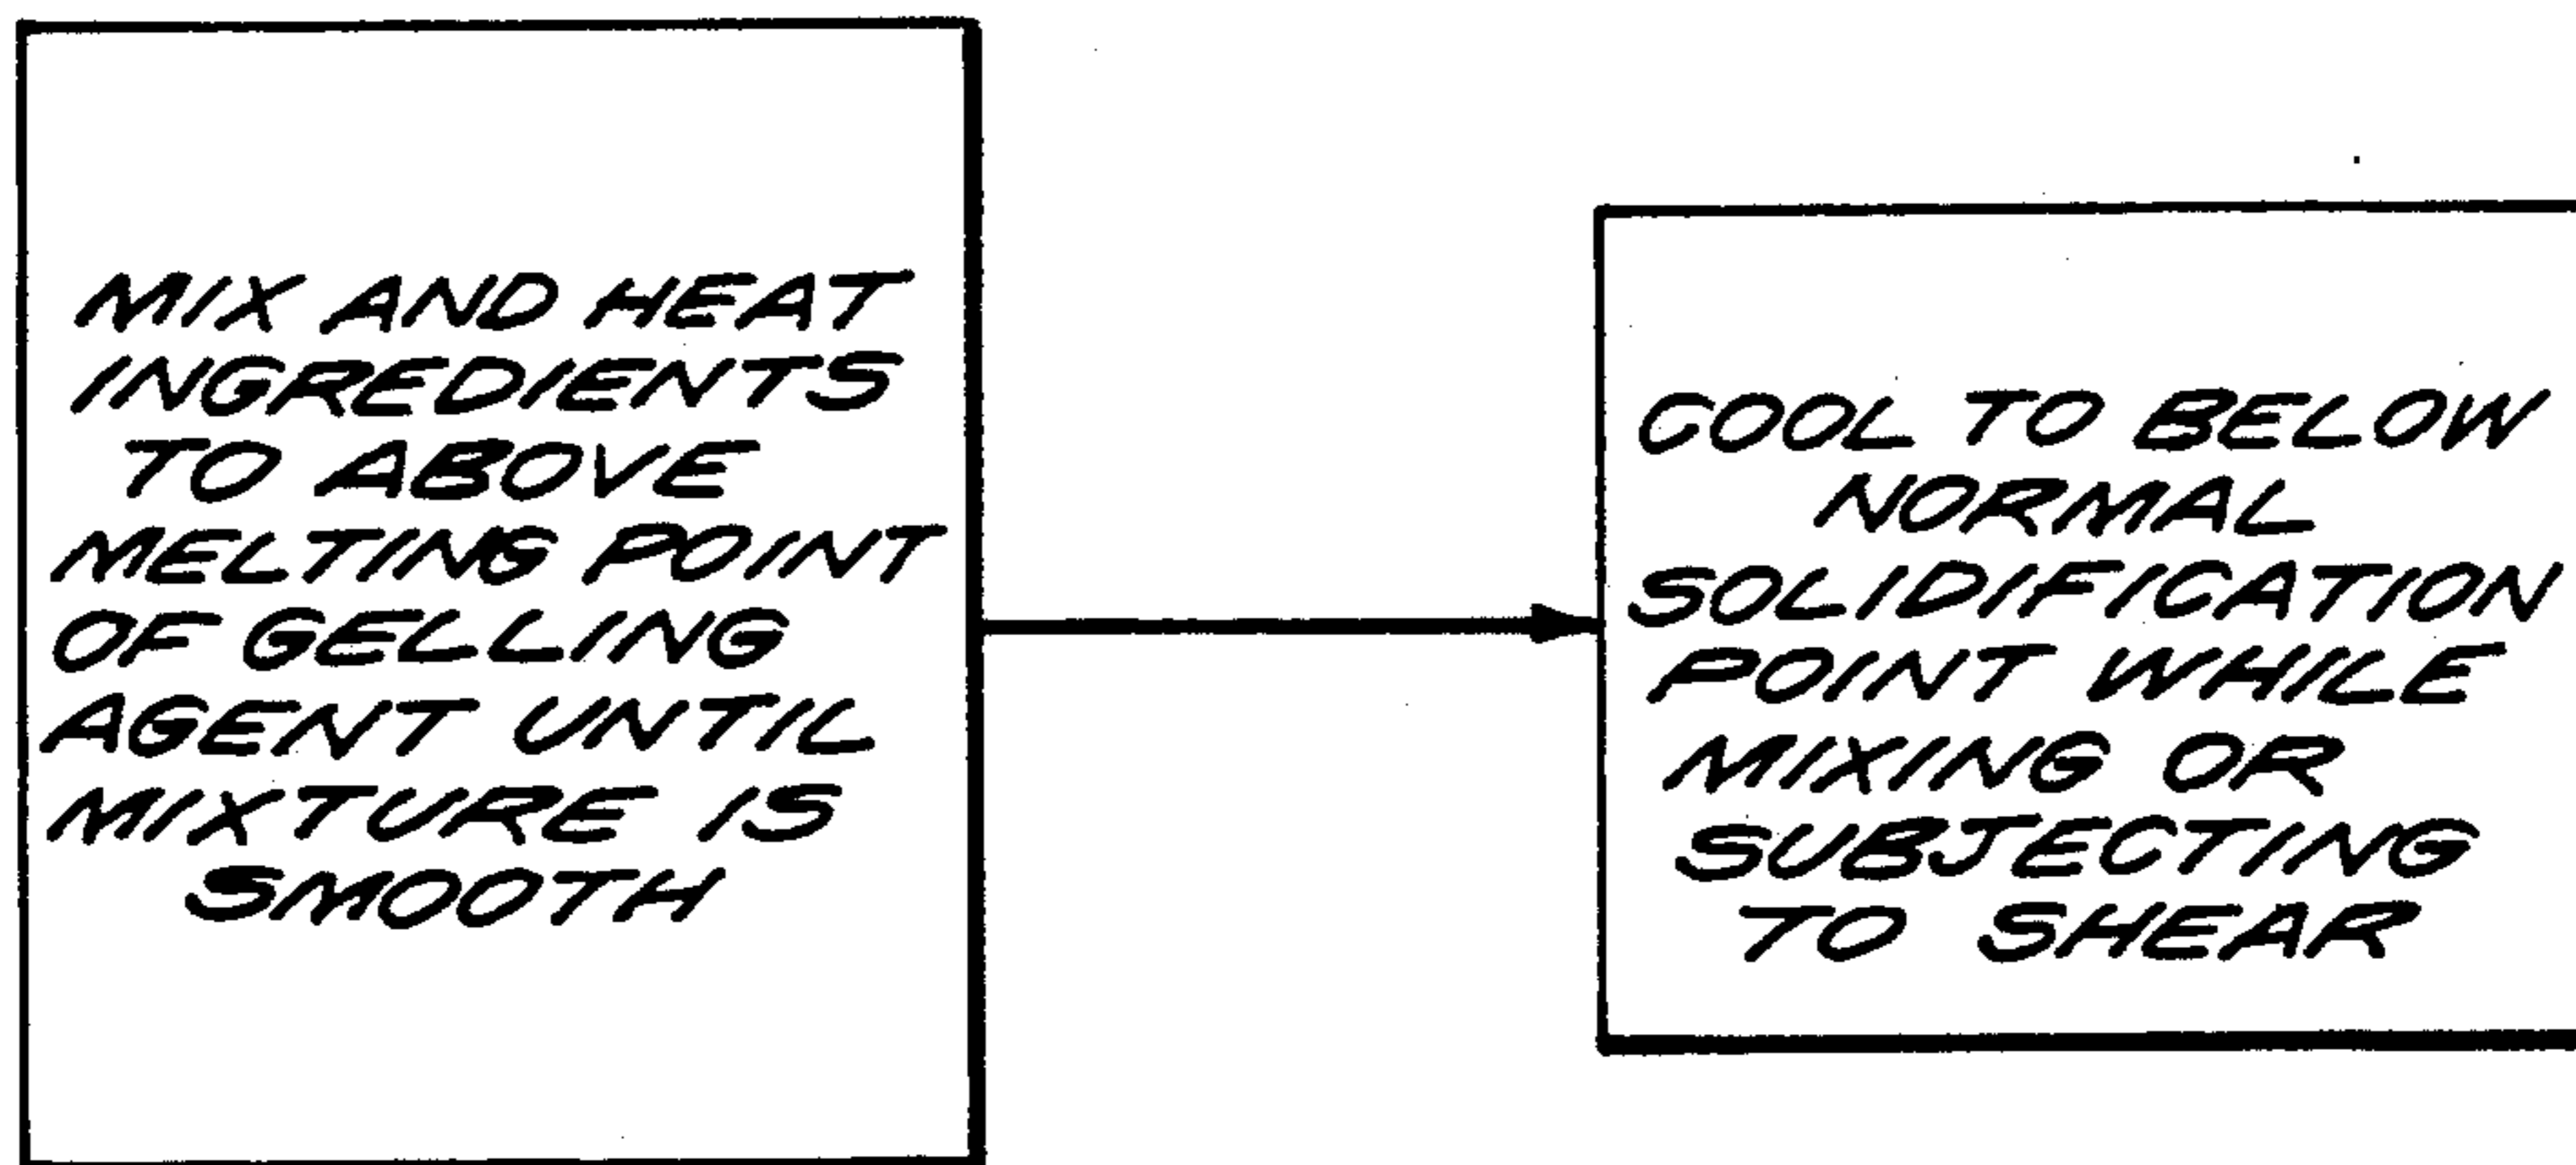 MIX AND HEAT
INGREDIENTS
TO ABOVE
MELTING POINT
OF GELLING
AGENT UNTIL
MIXTURE IS
SMOOTH
COOL TO BELOW
NORMAL
SOLIDIFICATION
POINT WHILE
MIXING OR
SUBJECTING
TO SHEAR